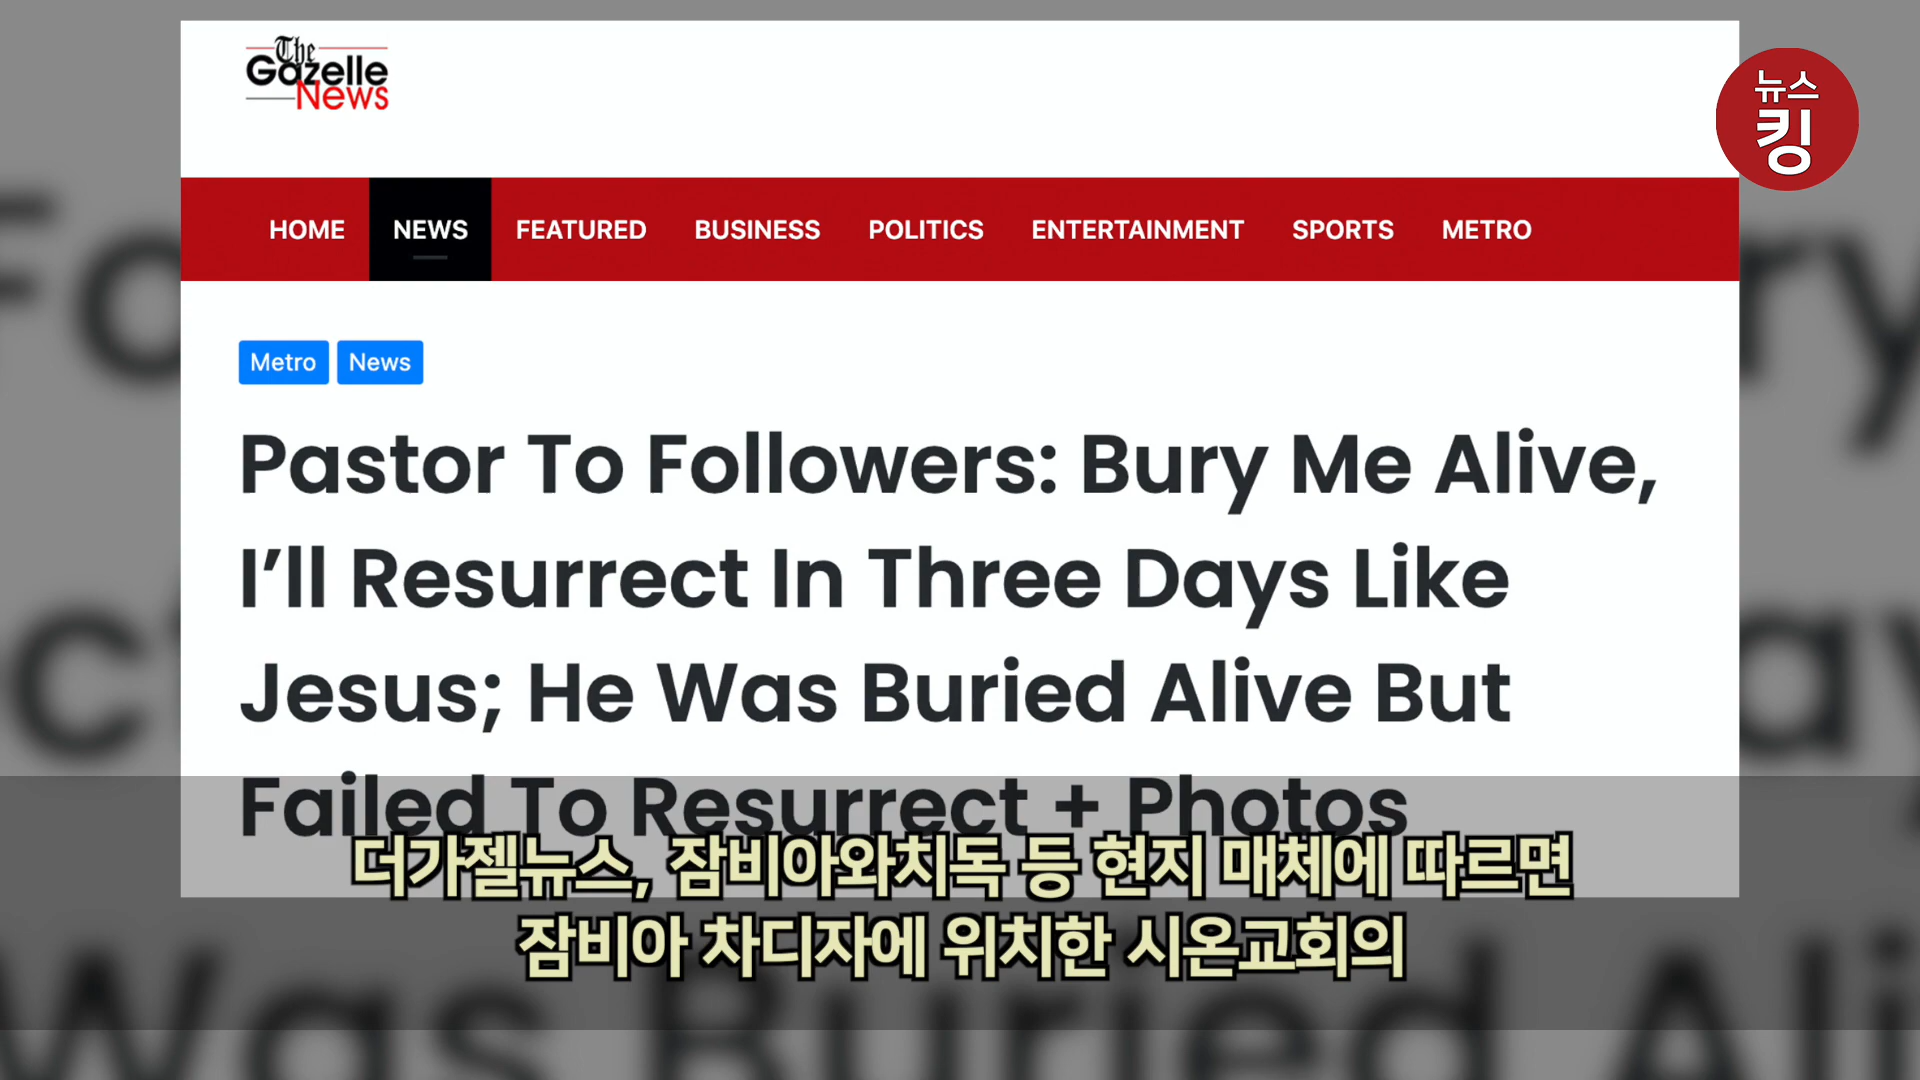 The
Gazelle
News
뉴스
킹
HOME NEWS FEATURED BUSINESS POLITICS ENTERTAINMENT SPORTS METRO
Metro News
Pastor To Followers: Bury Me Alive,
I’ll Resurrect In Three Days Like
Jesus; He Was Buried Alive But
Failed To Resurrect + Photos
더가젤뉴스, 잠비아와치독 등 현지 매체에 따르면
잠비아 차디자에 위치한 시온교회의